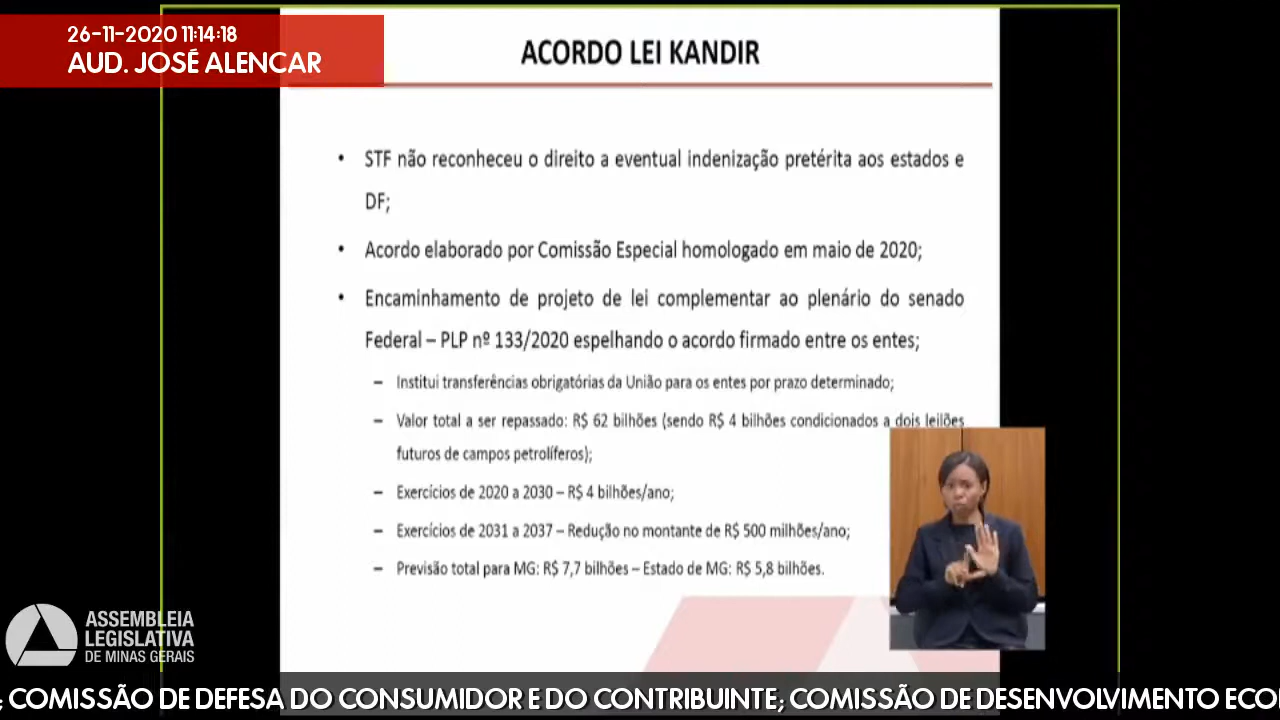 26-11-2020 11:14:18
AUD. JOSÉ ALENCAR
ACORDO LEI KANDIR
• STF não reconheceu o direito a eventual indenização pretérita aos estados e
DF;
• Acordo elaborado por Comissão Especial homologado em maio de 2020;
• Encaminhamento de projeto de lei complementar ao plenário do senado
Federal – PLP nº 133/2020 espelhando o acordo firmado entre os entes;
– Institui transferências obrigatórias da União para os entes por prazo determinado;
– Valor total a ser repassado: R$ 62 bilhões (sendo R$ 4 bilhões condicionados a dois leilões
futuros de campos petrolíferos);
– Exercícios de 2020 a 2030 – R$ 4 bilhões/ano;
– Exercícios de 2031 a 2037 – Redução no montante de R$ 500 milhões/ano;
– Previsão total para MG: R$ 7,7 bilhões – Estado de MG: R$ 5,8 bilhões.
ASSEMBLEIA
LEGISLATIVA
DE MINAS GERAIS
; COMISSÃO DE DEFESA DO CONSUMIDOR E DO CONTRIBUINTE; COMISSÃO DE DESENVOLVIMENTO ECO